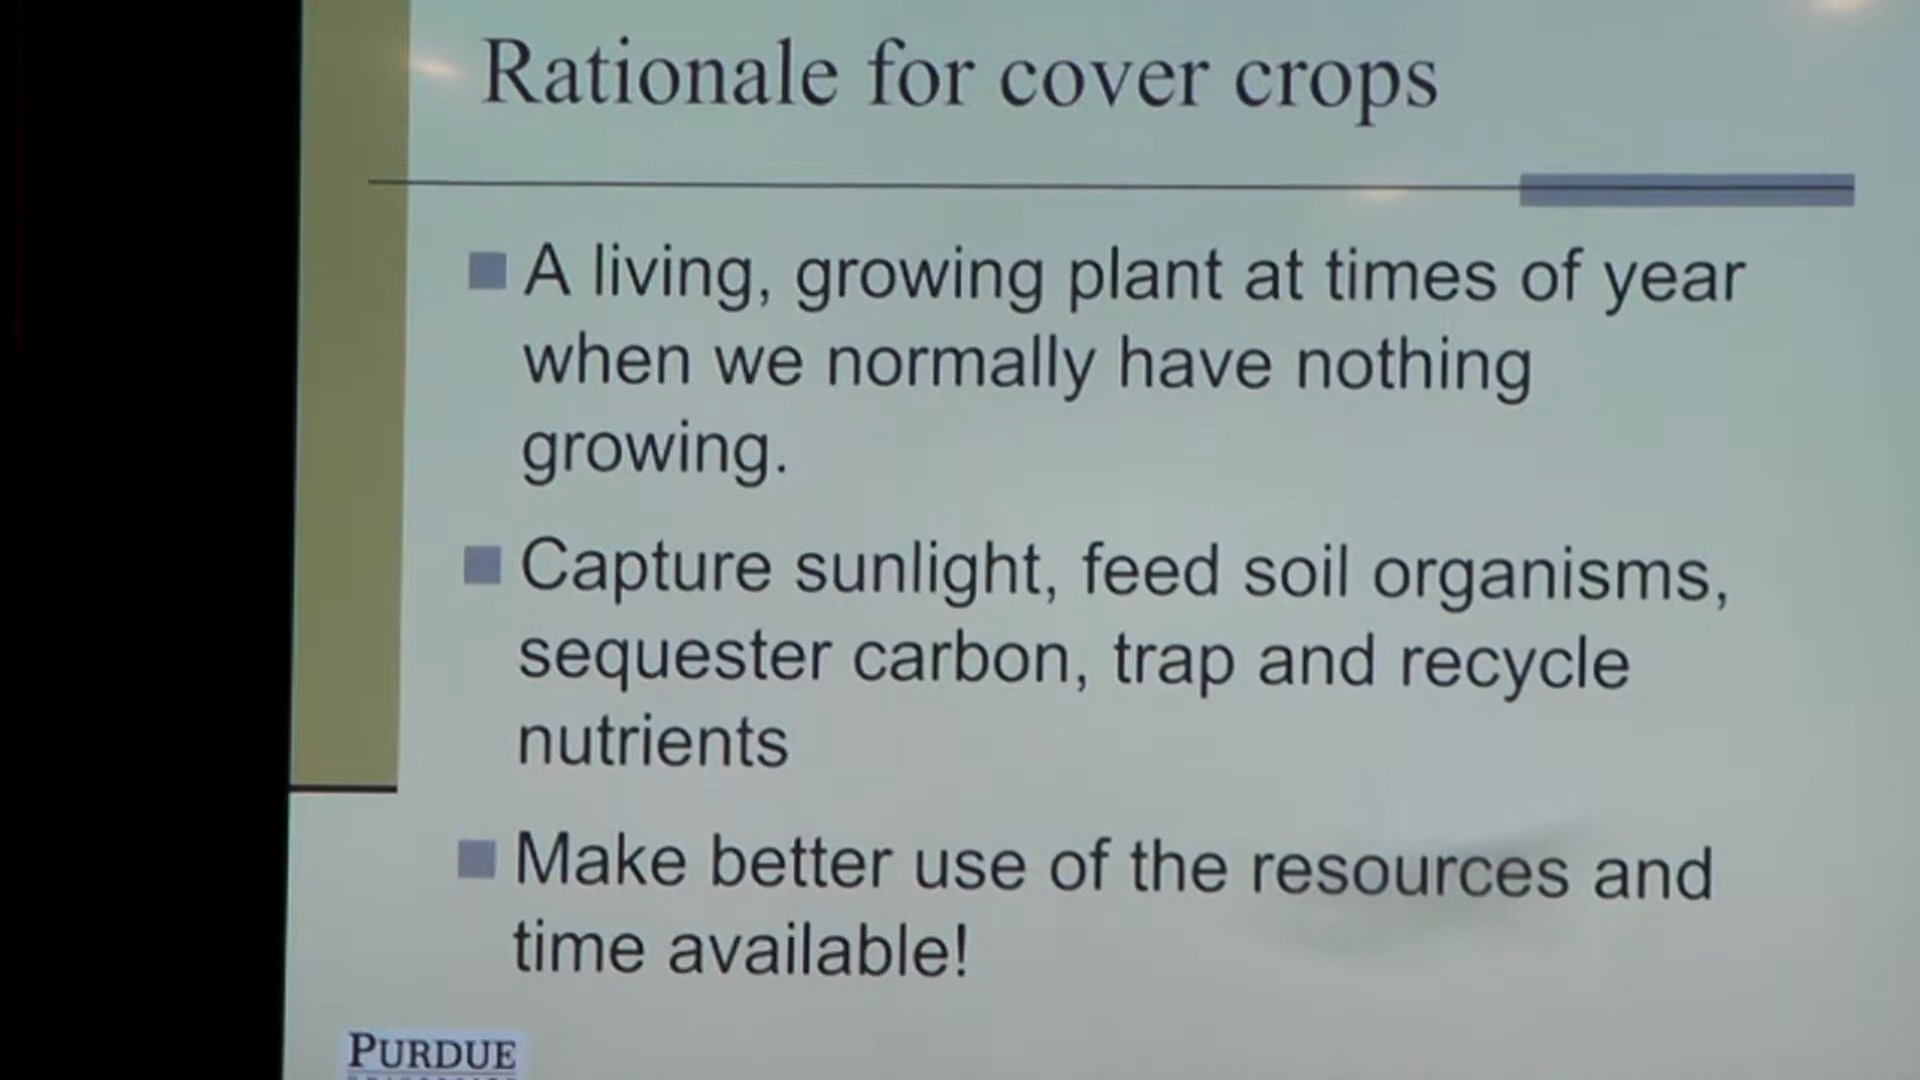 Rationale for cover crops
A living, growing plant at times of year
when we normally have nothing
growing.
Capture sunlight, feed soil organisms,
sequester carbon, trap and recycle
nutrients
Make better use of the resources and
time available!
PURDUE